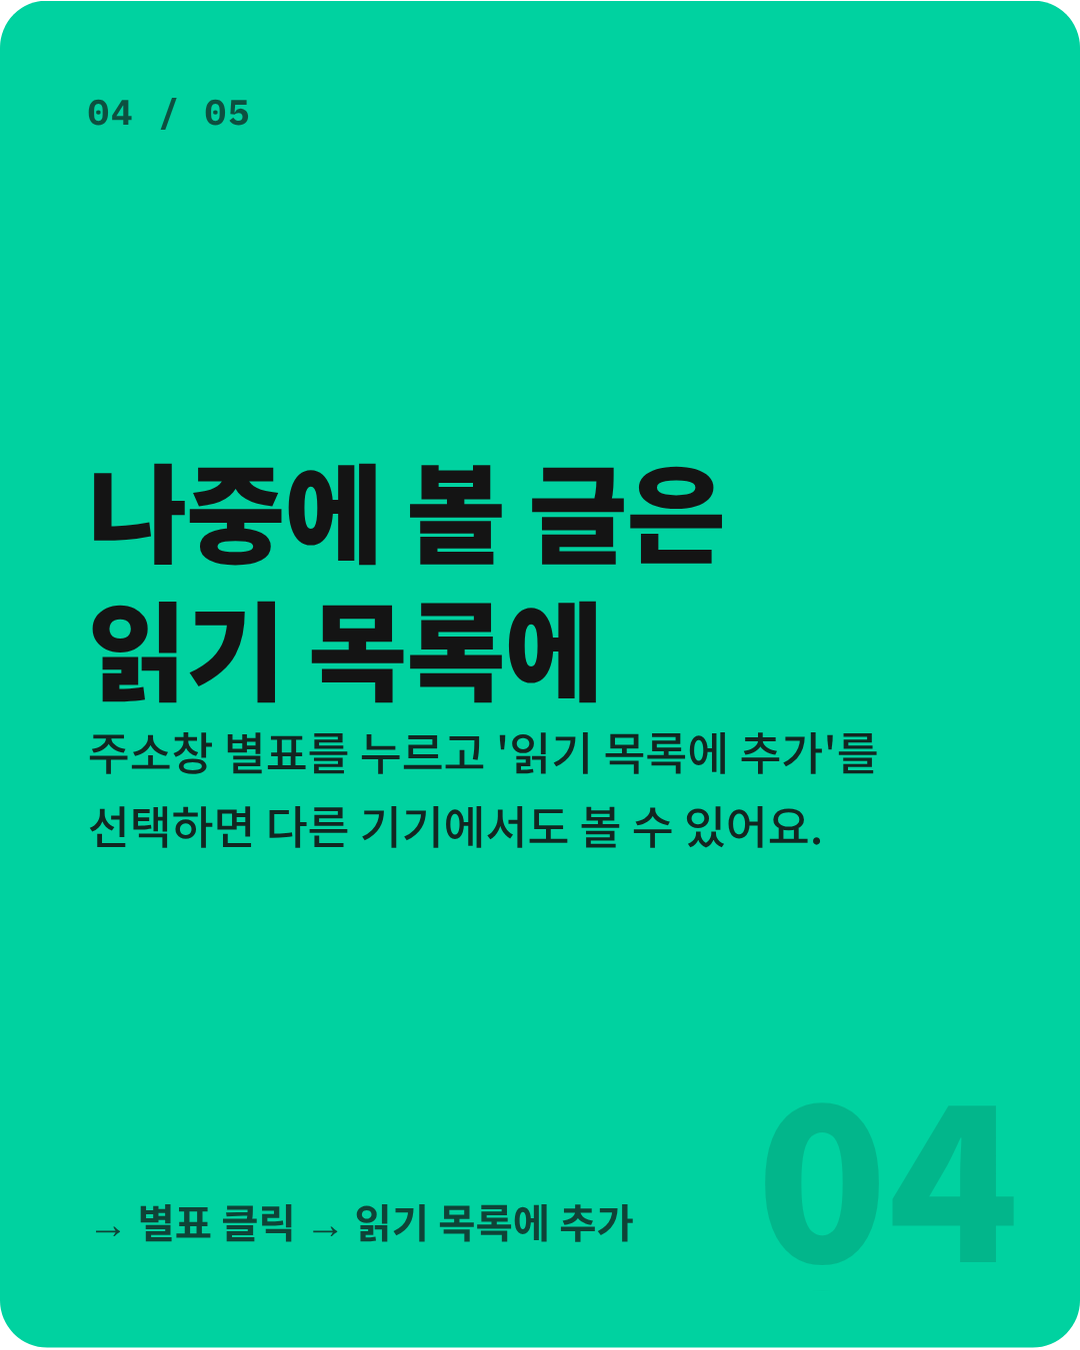 04 / 05
나중에 볼 글은
읽기 목록에
주소창 별표를 누르고 '읽기 목록에 추가'를
선택하면 다른 기기에서도 볼 수 있어요.
→ 별표 클릭 → 읽기 목록에 추가
04